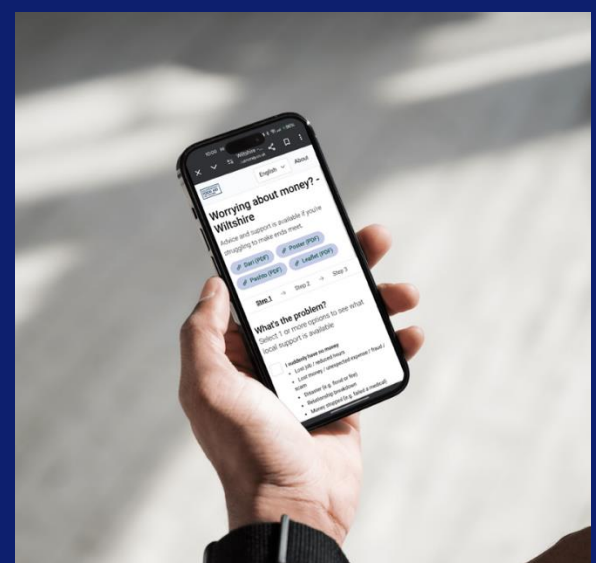 Wiltshire
English
About
Worrying about money? -
Wiltshire
Advice and support is available if you're
struggling to make ends meet.
Dari (PDF)
Poster (PDF)
Pashto (PDF)
Leaflet (PDF)
Step 1 → Step 2 → Step 3
What's the problem?
Select 1 or more options to see what
local support is available
I suddenly have no money
• Lost job / reduced hours
• Lost money / unexpected expense / fraud /
scam
• Disaster (e.g. flood or fire)
• Relationship breakdown
• Money stopped (e.g. failed a medical)